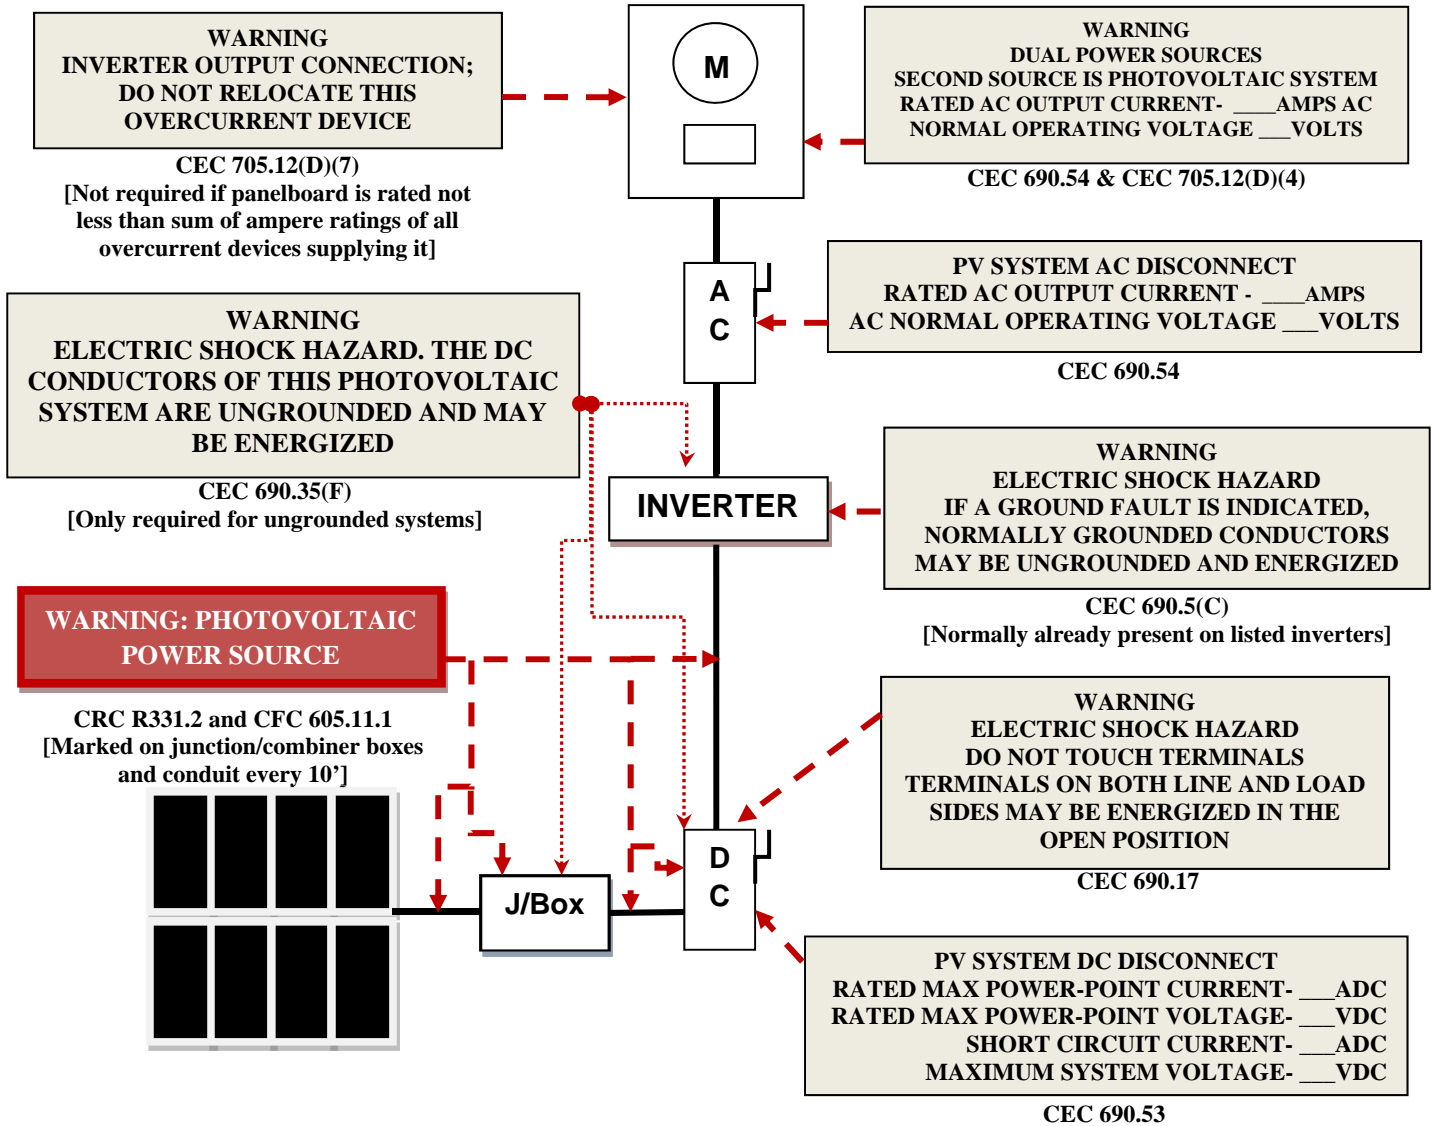 WARNING
INVERTER OUTPUT CONNECTION;
DO NOT RELOCATE THIS
OVERCURRENT DEVICE
CEC 705.12(D)(7)
[Not required if panelboard is rated not
less than sum of ampere ratings of all
overcurrent devices supplying it]
M
WARNING
DUAL POWER SOURCES
SECOND SOURCE IS PHOTOVOLTAIC SYSTEM
RATED AC OUTPUT CURRENT- ____AMPS AC
NORMAL OPERATING VOLTAGE ___VOLTS
CEC 690.54 & CEC 705.12(D)(4)
A
C
PV SYSTEM AC DISCONNECT
RATED AC OUTPUT CURRENT - ____AMPS
AC NORMAL OPERATING VOLTAGE ___VOLTS
CEC 690.54
WARNING
ELECTRIC SHOCK HAZARD. THE DC
CONDUCTORS OF THIS PHOTOVOLTAIC
SYSTEM ARE UNGROUNDED AND MAY
BE ENERGIZED
CEC 690.35(F)
[Only required for ungrounded systems]
INVERTER
WARNING
ELECTRIC SHOCK HAZARD
IF A GROUND FAULT IS INDICATED,
NORMALLY GROUNDED CONDUCTORS
MAY BE UNGROUNDED AND ENERGIZED
CEC 690.5(C)
[Normally already present on listed inverters]
WARNING: PHOTOVOLTAIC
POWER SOURCE
CRC R331.2 and CFC 605.11.1
[Marked on junction/combiner boxes
and conduit every 10’]
WARNING
ELECTRIC SHOCK HAZARD
DO NOT TOUCH TERMINALS
TERMINALS ON BOTH LINE AND LOAD
SIDES MAY BE ENERGIZED IN THE
OPEN POSITION
CEC 690.17
J/Box
D
C
PV SYSTEM DC DISCONNECT
RATED MAX POWER-POINT CURRENT- ___ADC
RATED MAX POWER-POINT VOLTAGE- ___VDC
SHORT CIRCUIT CURRENT- ___ADC
MAXIMUM SYSTEM VOLTAGE- ___VDC
CEC 690.53